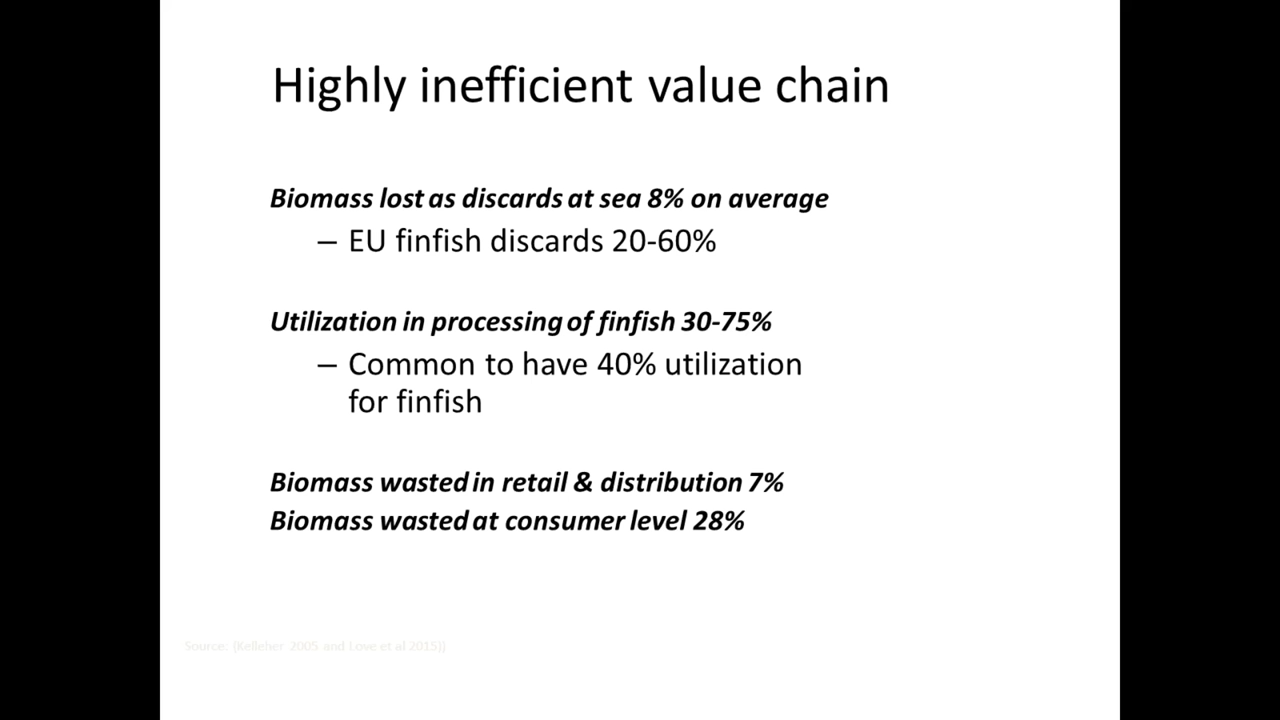 Highly inefficient value chain
Biomass lost as discards at sea 8% on average
– EU finfish discards 20-60%
Utilization in processing of finfish 30-75%
– Common to have 40% utilization
for finfish
Biomass wasted in retail & distribution 7%
Biomass wasted at consumer level 28%
Source: (Kelleher 2005 and Love et al 2015))